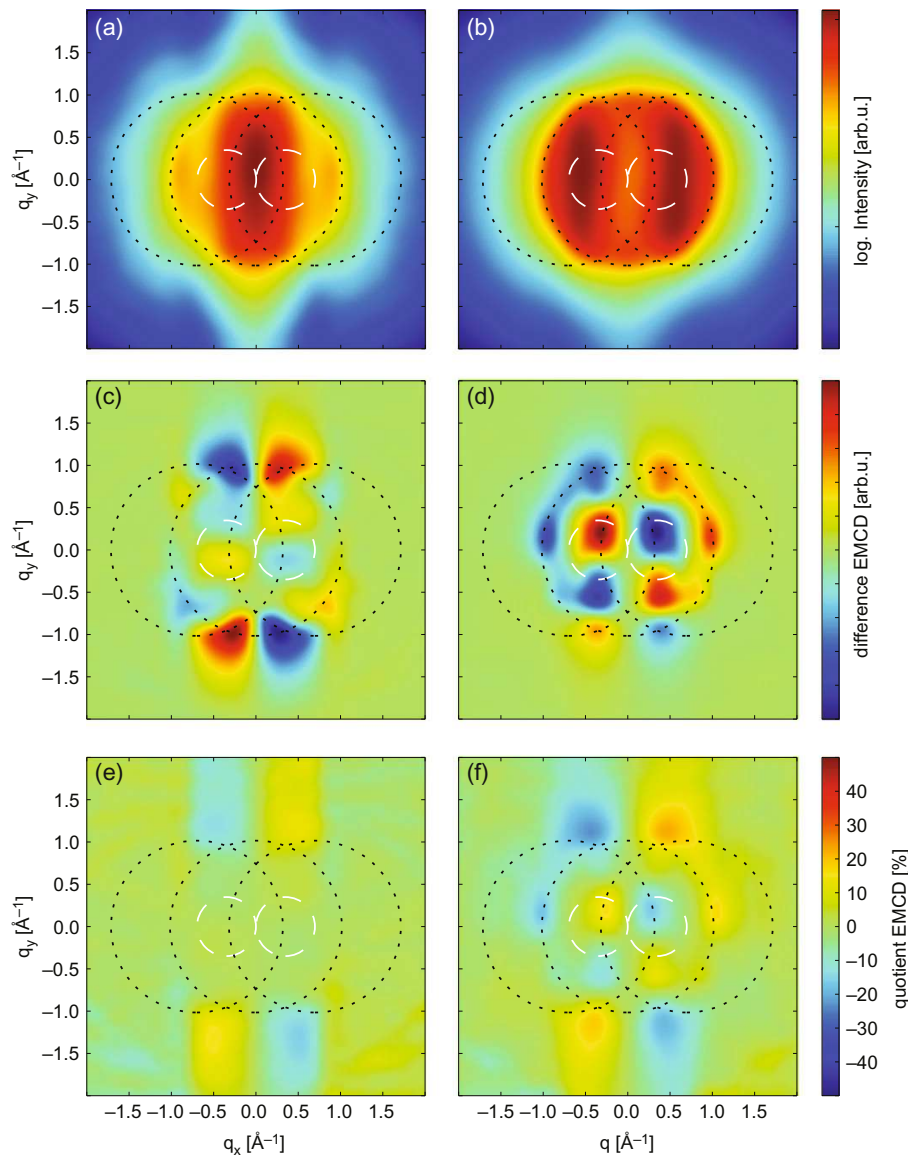 (a)
(b)
1.5
1.0
0.5
0.0
−0.5
−1.0
−1.5
q_y [Å⁻¹]
log. Intensity [arb.u.]
(c)
(d)
1.5
1.0
0.5
0.0
−0.5
−1.0
−1.5
q_y [Å⁻¹]
difference EMCD [arb.u.]
(e)
(f)
1.5
1.0
0.5
0.0
−0.5
−1.0
−1.5
q_y [Å⁻¹]
40
30
20
10
0
−10
−20
−30
−40
quotient EMCD [%]
−1.5 −1.0 −0.5 0.0 0.5 1.0 1.5
−1.5 −1.0 −0.5 0.0 0.5 1.0 1.5
q_x [Å⁻¹]
q [Å⁻¹]